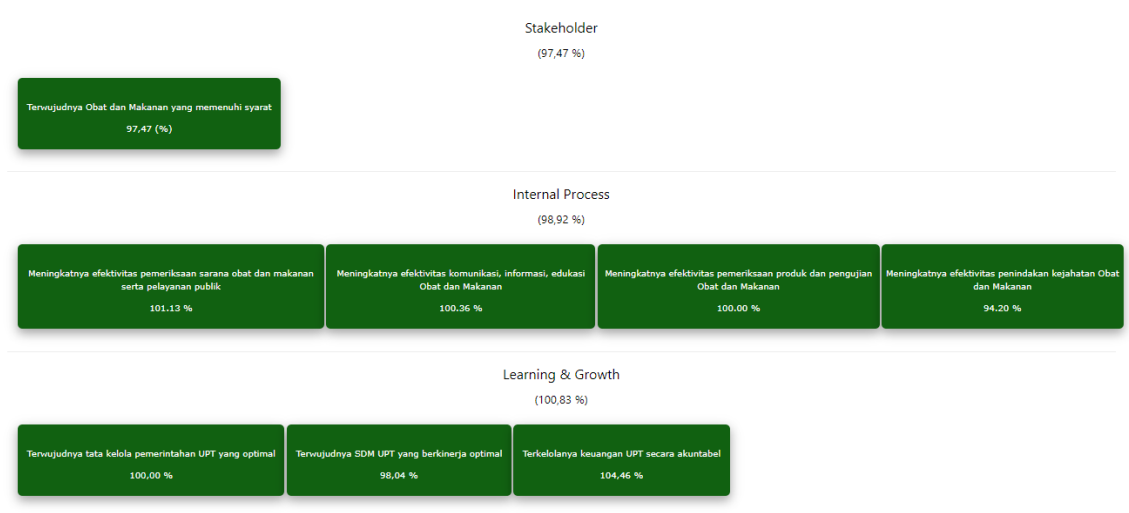 Stakeholder
(97,47 %)
Terwujudnya Obat dan Makanan yang memenuhi syarat
97,47 (%)
Internal Process
(98,92 %)
Meningkatnya efektivitas pemeriksaan sarana obat dan makanan
serta pelayanan publik
101.13 %
Meningkatnya efektivitas komunikasi, informasi, edukasi
Obat dan Makanan
100.36 %
Meningkatnya efektivitas pemeriksaan produk dan pengujian
Obat dan Makanan
100.00 %
Meningkatnya efektivitas penindakan kejahatan Obat
dan Makanan
94.20 %
Learning & Growth
(100,83 %)
Terwujudnya tata kelola pemerintahan UPT yang optimal
100,00 %
Terwujudnya SDM UPT yang berkinerja optimal
98,04 %
Terkelolanya keuangan UPT secara akuntabel
104,46 %